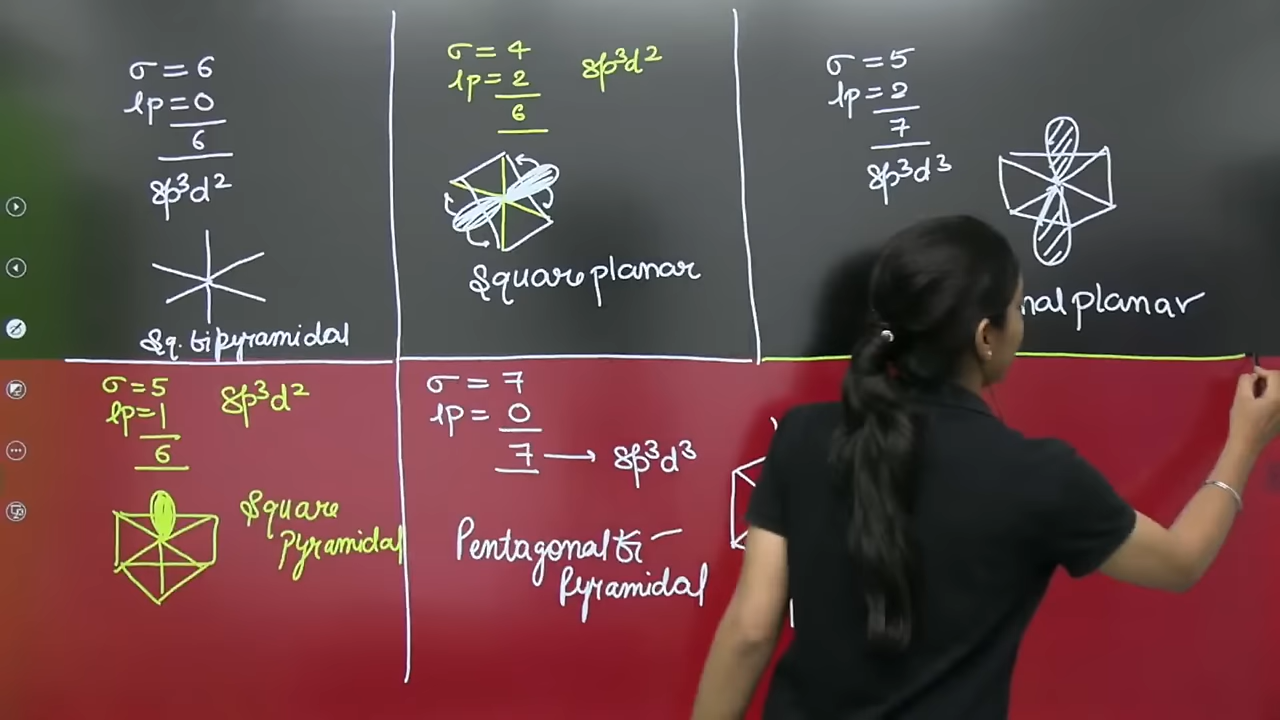 σ = 6
lp = 0
6
sp³d²
Sq. bipyramidal
σ = 4
lp = 2
6
sp³d²
Square planar
σ = 5
lp = 2
7
sp³d³
nal planar
σ = 5
lp = 1
6
sp³d²
Square
pyramidal
σ = 7
lp = 0
7 → sp³d³
Pentagonal bi–
pyramidal